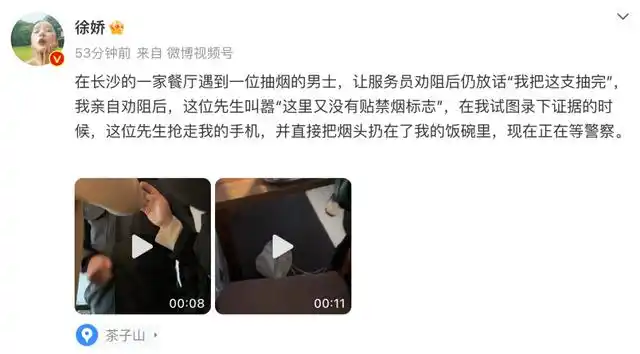 徐娇
53分钟前 来自 微博视频号
在长沙的一家餐厅遇到一位抽烟的男士，让服务员劝阻后仍放话“我把这支抽完”，
我亲自劝阻后，这位先生叫嚣“这里又没有贴禁烟标志”，在我试图录下证据的时
候，这位先生抢走我的手机，并直接把烟头扔在了我的饭碗里，现在正在等警察。
00:08
00:11
茶子山